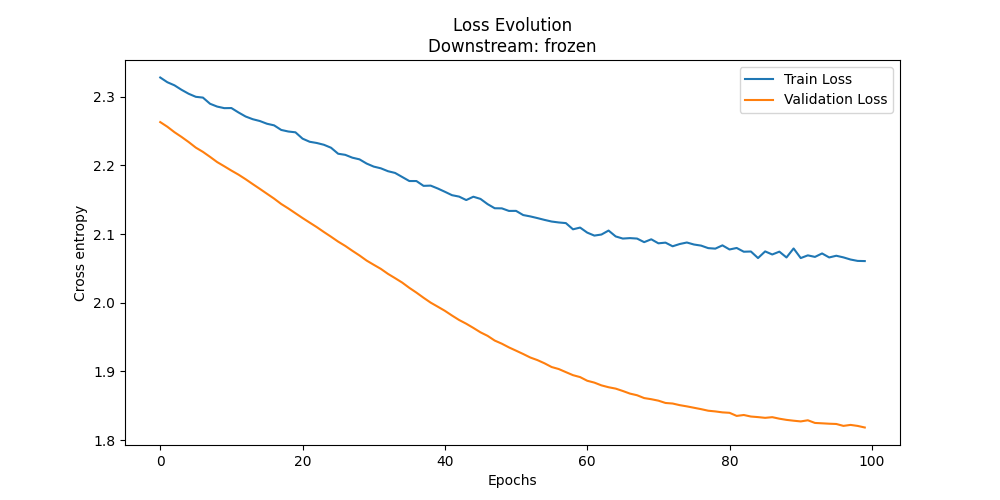 Loss Evolution
Downstream: frozen
Train Loss
Validation Loss
2.3
2.2
2.1
2.0
1.9
1.8
Cross entropy
0 20 40 60 80 100
Epochs